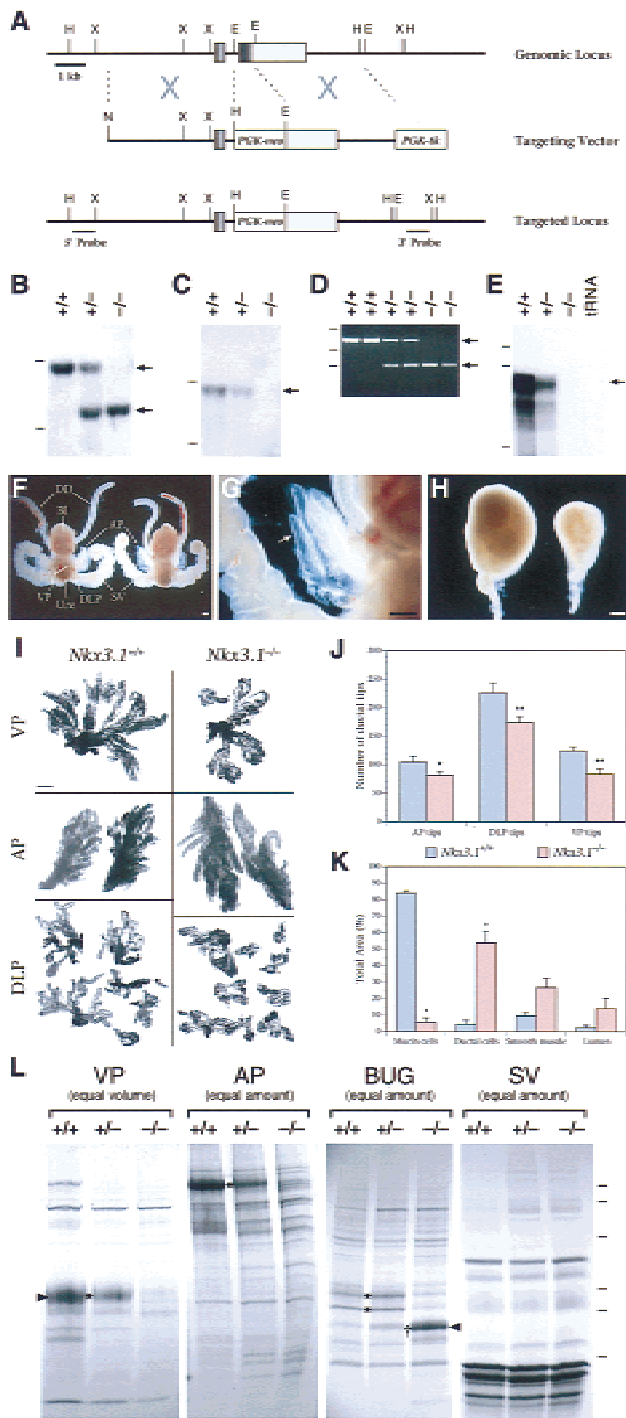 A
H X X X E E H E X H
1 kb
Genomic Locus
X X
N X X H E
PGK-neo PGK-tk
Targeting Vector
H X X X H E H E X H
PGK-neo
Targeted Locus
5' Probe 3' Probe
B
+/+ +/− −/−
C
+/+ +/− −/−
D
+/+ +/+ +/− +/− −/− −/−
E
+/+ +/− −/− tRNA
F
DD
Bl
AP
VP
Ure
DLP
SV
G
H
I
Nkx3.1+/+ Nkx3.1−/−
VP
AP
DLP
J
Number of ductal tips
* ** **
AP tips DLP tips VP tips
Nkx3.1+/+ Nkx3.1−/−
K
Total Area (%)
* *
Mucin cells Ductal cells Smooth muscle Lumen
L
VP AP BUG SV
(equal volume) (equal amount) (equal amount) (equal amount)
+/+ +/− −/− +/+ +/− −/− +/+ +/− −/− +/+ +/− −/−